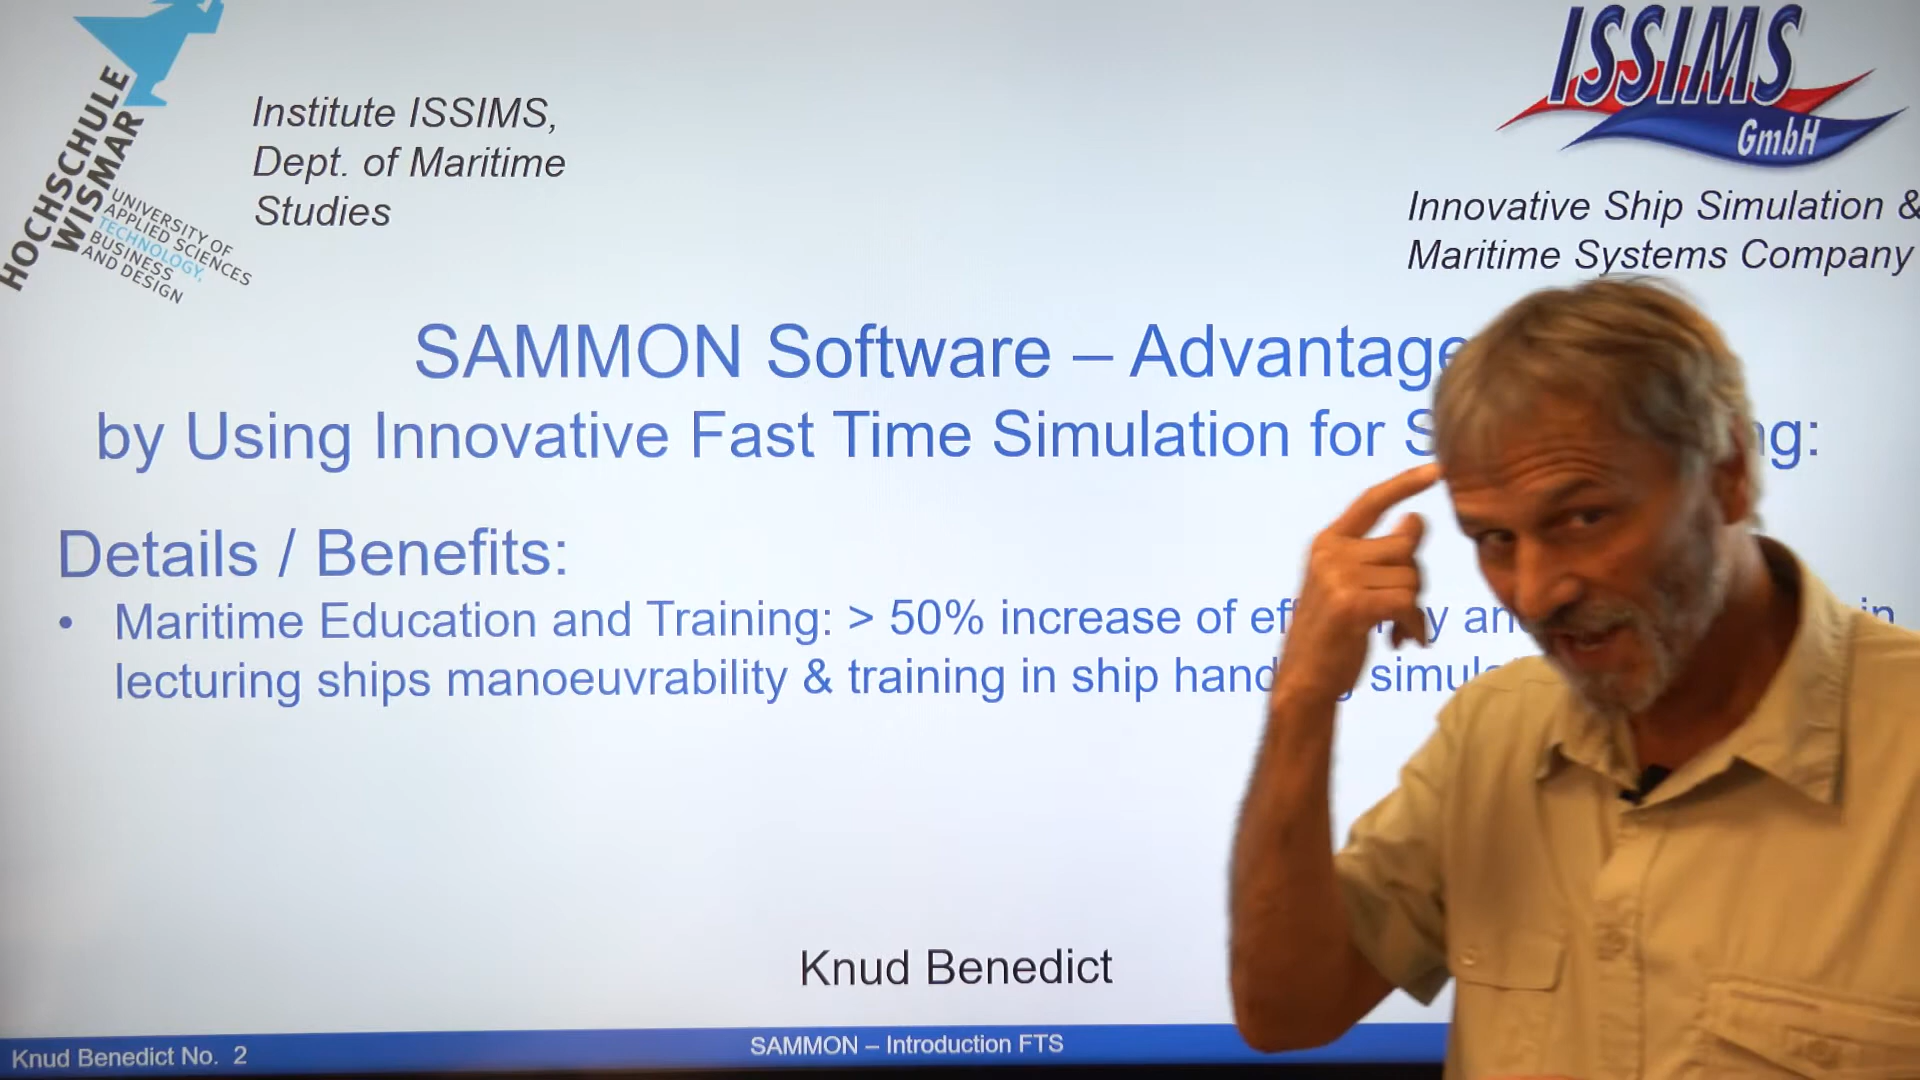 HOCHSCHULE
WISMAR
UNIVERSITY OF
APPLIED SCIENCES
TECHNOLOGY,
BUSINESS
AND DESIGN
Institute ISSIMS,
Dept. of Maritime
Studies
ISSIMS
GmbH
Innovative Ship Simulation &
Maritime Systems Company
SAMMON Software – Advantage
by Using Innovative Fast Time Simulation for S g:
Details / Benefits:
• Maritime Education and Training: > 50% increase of in
lecturing ships manoeuvrability & training in ship
Knud Benedict
Knud Benedict No. 2
SAMMON – Introduction FTS